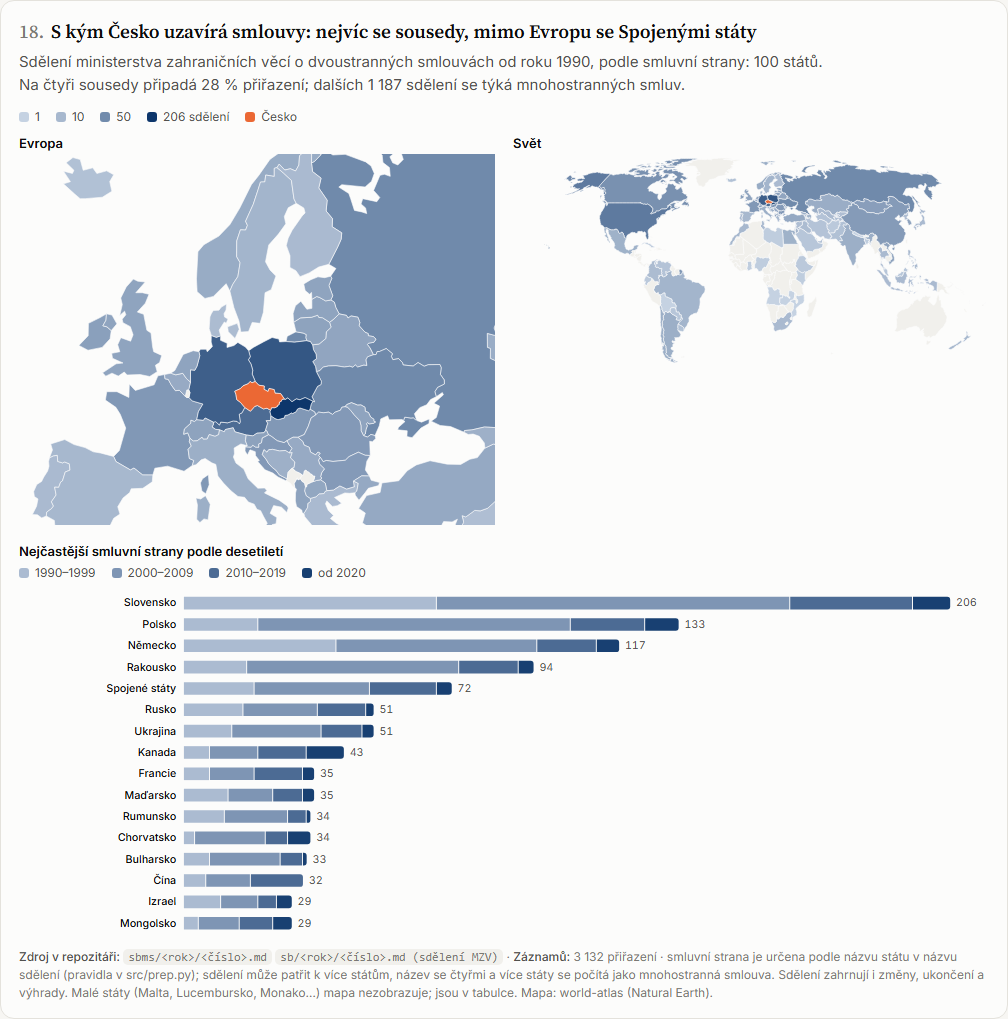 18. S kým Česko uzavírá smlouvy: nejvíc se sousedy, mimo Evropu se Spojenými státy
Sdělení ministerstva zahraničních věcí o dvoustranných smlouvách od roku 1990, podle smluvní strany: 100 států.
Na čtyři sousedy připadá 28 % přiřazení; dalších 1 187 sdělení se týká mnohostranných smluv.
1 10 50 206 sdělení Česko
Evropa Svět
Nejčastější smluvní strany podle desetiletí
1990–1999 2000–2009 2010–2019 od 2020
Slovensko 206
Polsko 133
Německo 117
Rakousko 94
Spojené státy 72
Rusko 51
Ukrajina 51
Kanada 43
Francie 35
Maďarsko 35
Rumunsko 34
Chorvatsko 34
Bulharsko 33
Čína 32
Izrael 29
Mongolsko 29
Zdroj v repozitáři: sbms/<rok>/<číslo>.md sb/<rok>/<číslo>.md (sdělení MZV) · Záznamů: 3 132 přiřazení · smluvní strana je určena podle názvu státu v názvu
sdělení (pravidla v src/prep.py); sdělení může patřit k více státům, název se čtyřmi a více státy se počítá jako mnohostranná smlouva. Sdělení zahrnují i změny, ukončení a
výhrady. Malé státy (Malta, Lucembursko, Monako…) mapa nezobrazuje; jsou v tabulce. Mapa: world-atlas (Natural Earth).